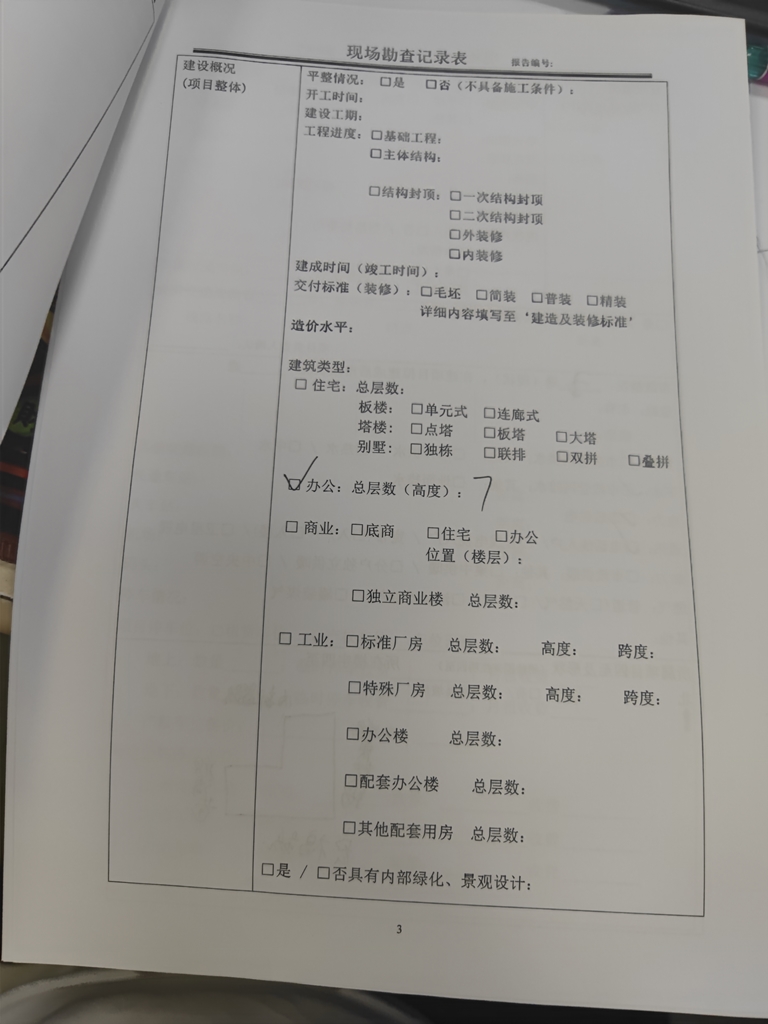 现场勘查记录表 报告编号:
建设概况
(项目整体)
平整情况: □是 □否(不具备施工条件):
开工时间:
建设工期:
工程进度: □基础工程:
□主体结构:
□结构封顶: □一次结构封顶
□二次结构封顶
□外装修
□内装修
建成时间(竣工时间):
交付标准(装修): □毛坯 □简装 □普装 □精装
详细内容填写至‘建造及装修标准’
造价水平:
建筑类型:
□ 住宅: 总层数:
板楼: □单元式 □连廊式
塔楼: □点塔 □板塔 □大塔
别墅: □独栋 □联排 □双拼 □叠拼
☑ 办公: 总层数(高度): 7
□ 商业: □底商 □住宅 □办公
位置(楼层):
□独立商业楼 总层数:
□ 工业: □标准厂房 总层数: 高度: 跨度:
□特殊厂房 总层数: 高度: 跨度:
□办公楼 总层数:
□配套办公楼 总层数:
□其他配套用房 总层数:
□是 / □否具有内部绿化、景观设计:
3